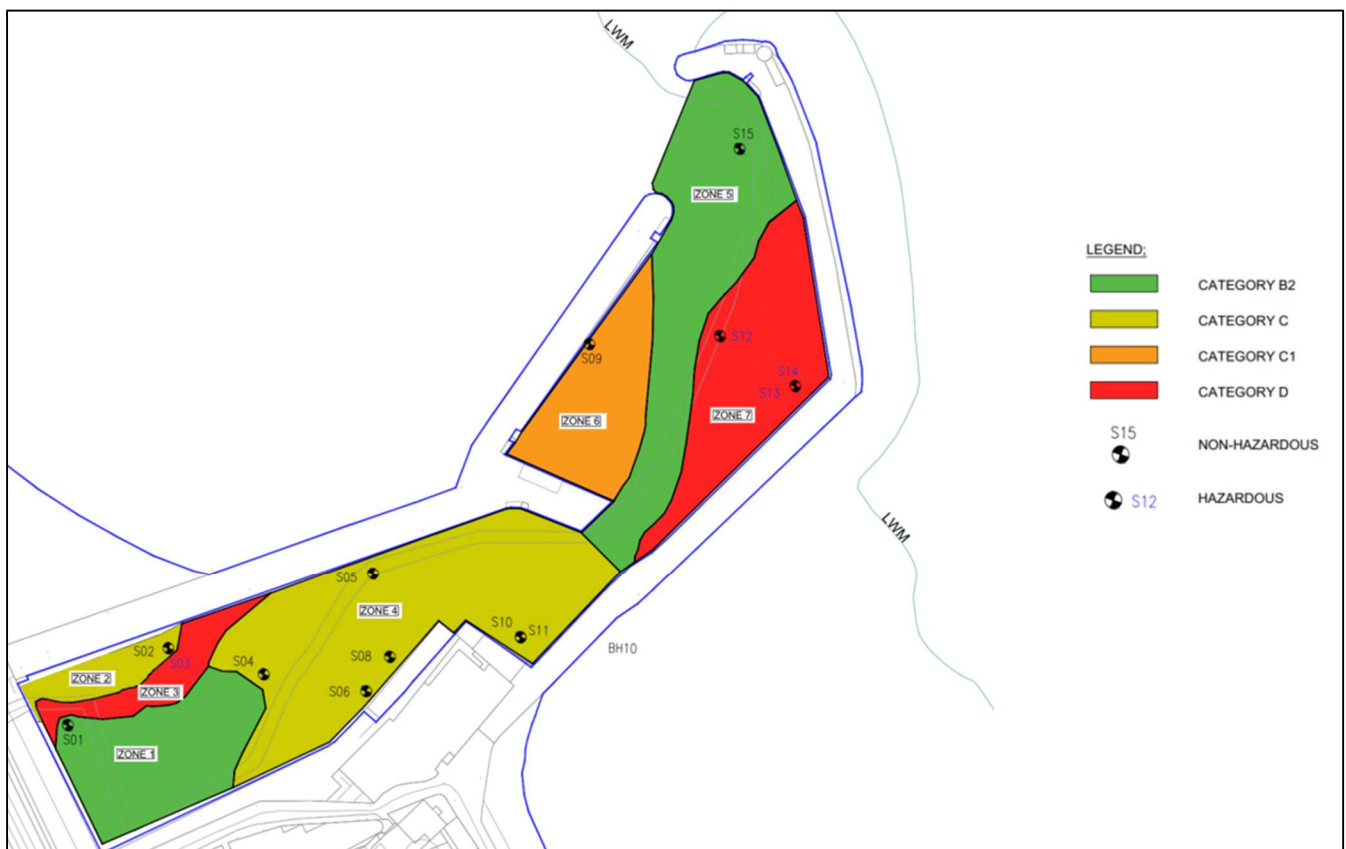 LWM
S15
ZONE 5
LEGEND;
CATEGORY B2
CATEGORY C
S12
S09
CATEGORY C1
S14
S13
CATEGORY D
ZONE 6
ZONE 7
S15
NON-HAZARDOUS
S12
HAZARDOUS
LWM
S05
ZONE 4
S10
S11
BH10
S02
S03
S08
S04
ZONE 2
ZONE 3
S06
S01
ZONE 1